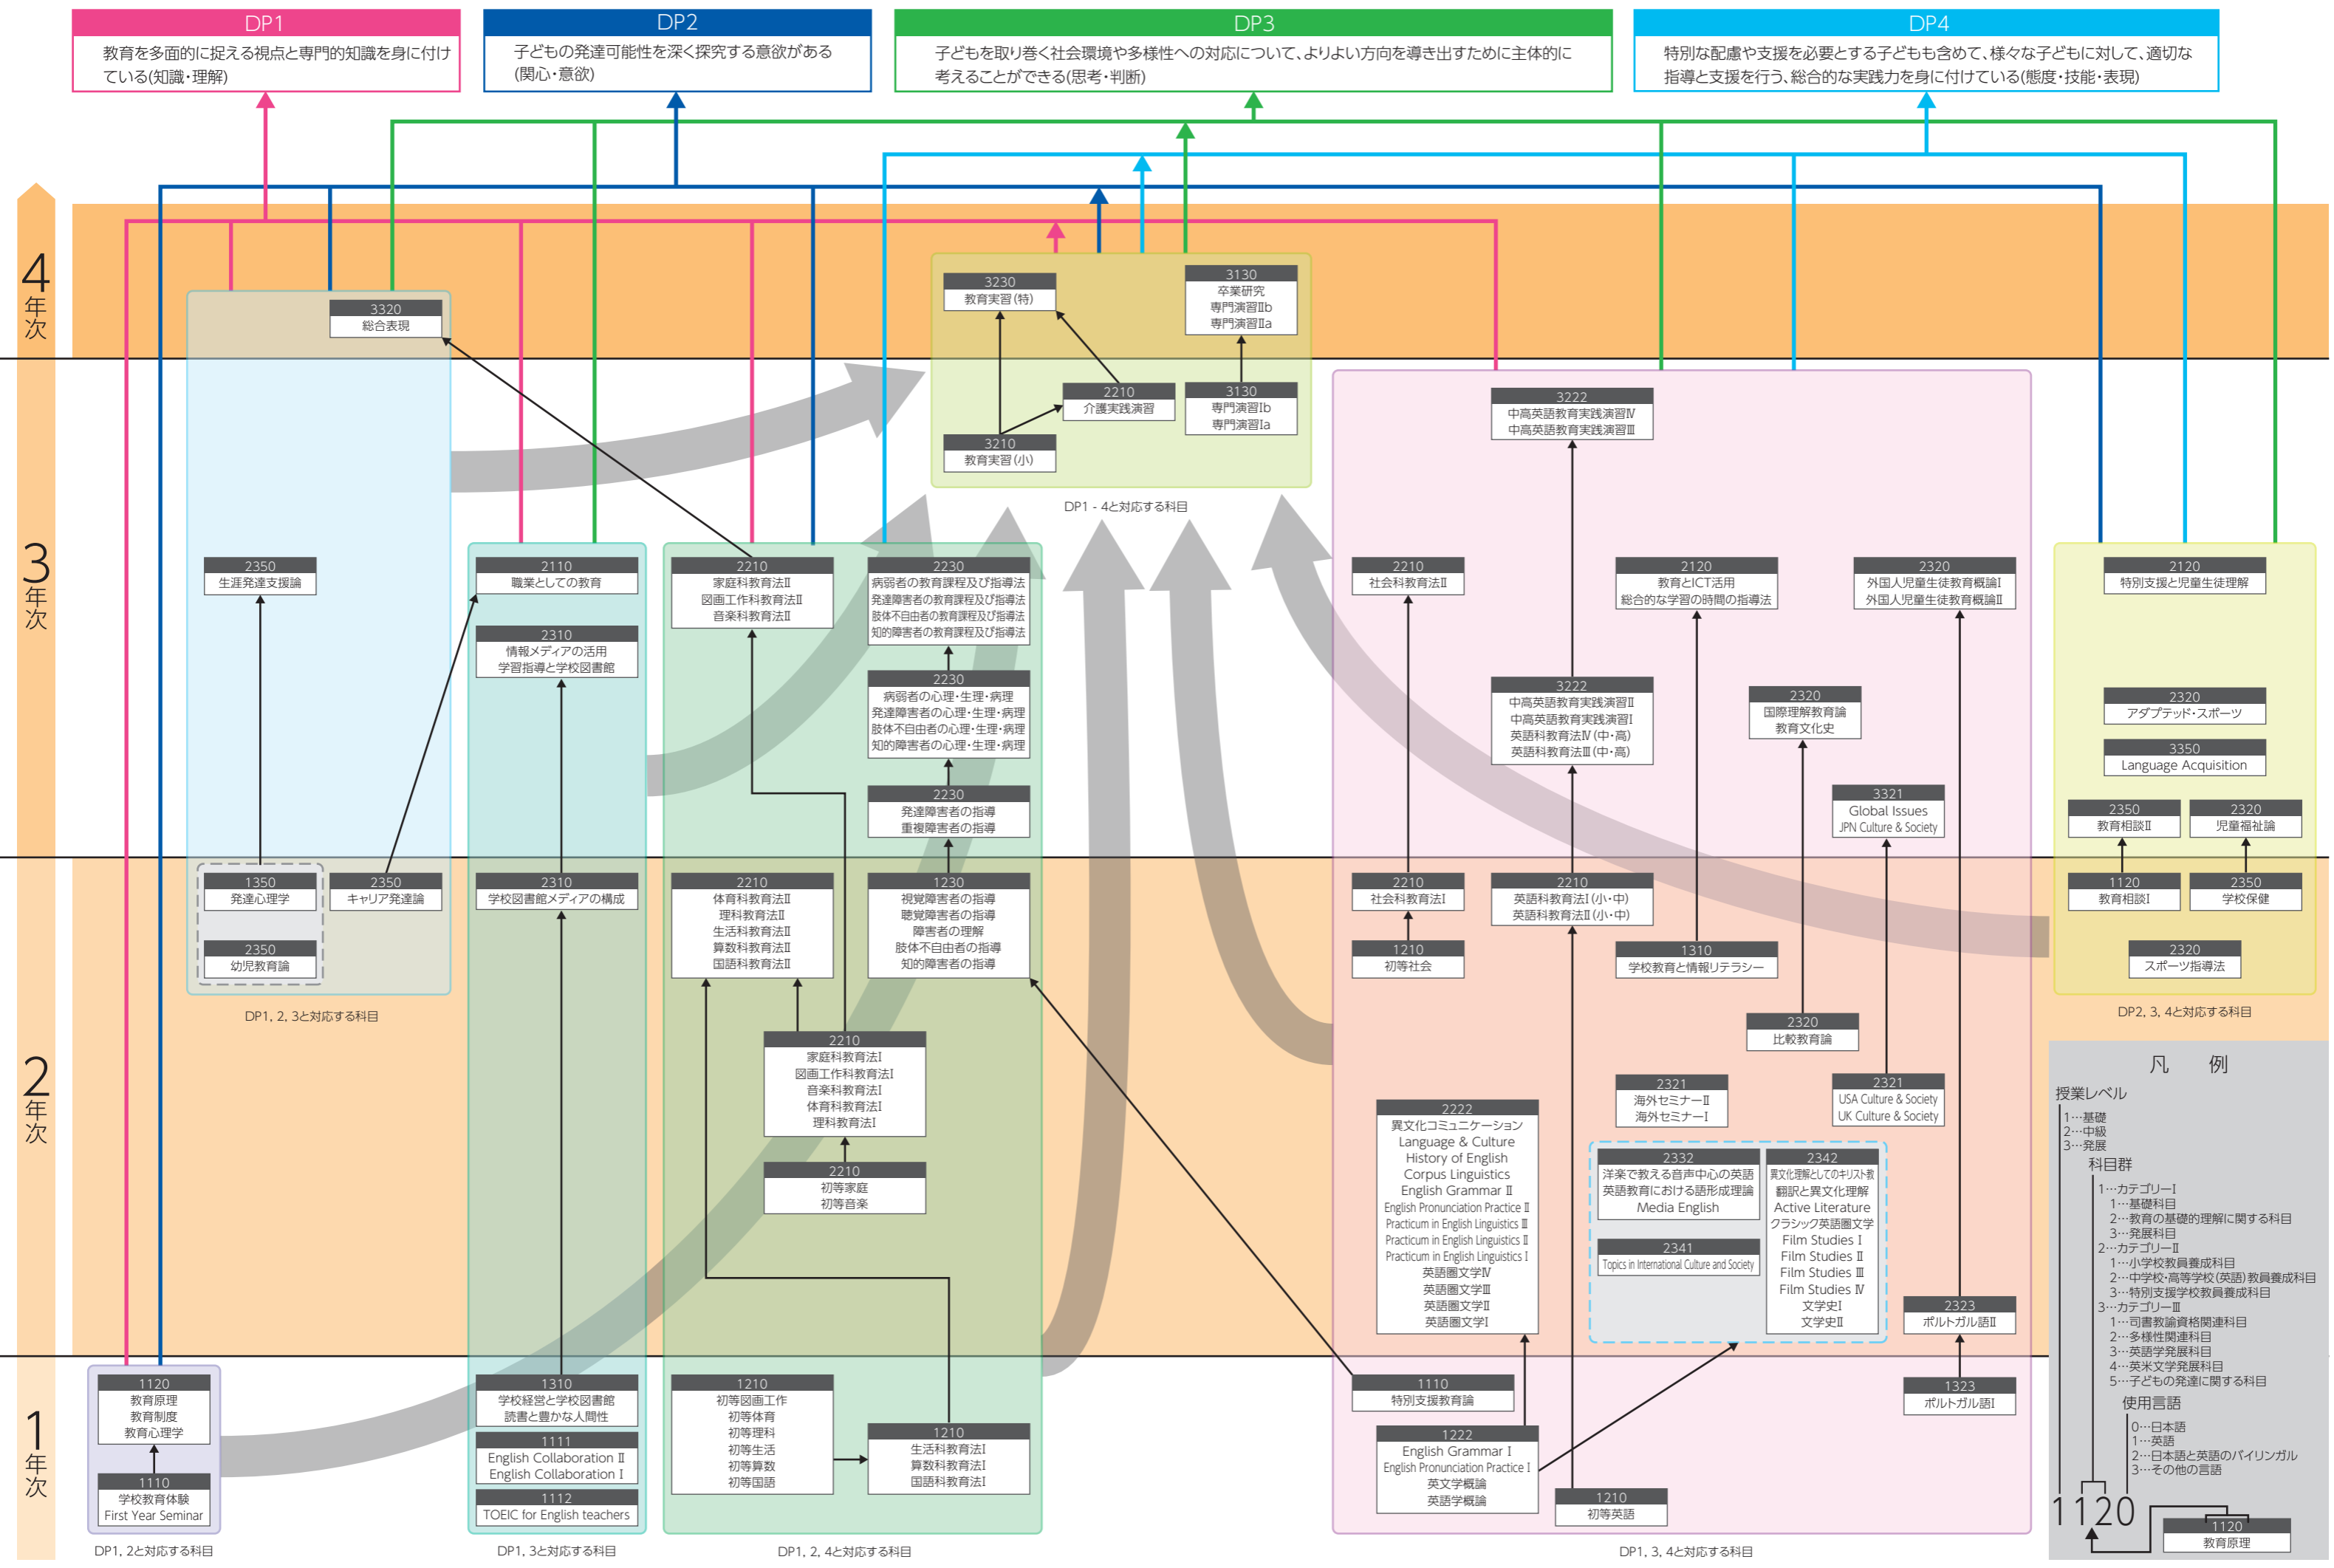 DP1
教育を多面的に捉える視点と専門的知識を身に付け
ている(知識・理解)
DP2
子どもの発達可能性を深く探究する意欲がある
(関心・意欲)
DP3
子どもを取り巻く社会環境や多様性への対応について、よりよい方向を導き出すために主体的に
考えることができる(思考・判断)
DP4
特別な配慮や支援を必要とする子どもも含めて、様々な子どもに対して、適切な
指導と支援を行う、総合的な実践力を身に付けている(態度・技能・表現)
4年次
3320
総合表現
3230
教育実習(特)
3130
卒業研究
専門演習Ⅱb
専門演習Ⅱa
3年次
2210
介護実践演習
3130
専門演習Ⅰb
専門演習Ⅰa
3210
教育実習(小)
DP1 - 4と対応する科目
2350
生涯発達支援論
2110
職業としての教育
2310
情報メディアの活用
学習指導と学校図書館
2210
家庭科教育法Ⅱ
図画工作科教育法Ⅱ
音楽科教育法Ⅱ
2230
病弱者の教育課程及び指導法
発達障害者の教育課程及び指導法
肢体不自由者の教育課程及び指導法
知的障害者の教育課程及び指導法
2230
病弱者の心理・生理・病理
発達障害者の心理・生理・病理
肢体不自由者の心理・生理・病理
知的障害者の心理・生理・病理
2230
発達障害者の指導
重複障害者の指導
3222
中高英語教育実践演習Ⅳ
中高英語教育実践演習Ⅲ
2210
社会科教育法Ⅱ
2120
教育とICT活用
総合的な学習の時間の指導法
2320
外国人児童生徒教育概論Ⅰ
外国人児童生徒教育概論Ⅱ
3222
中高英語教育実践演習Ⅱ
中高英語教育実践演習Ⅰ
英語科教育法Ⅳ(中・高)
英語科教育法Ⅲ(中・高)
2320
国際理解教育論
教育文化史
3321
Global Issues
JPN Culture & Society
2120
特別支援と児童生徒理解
2320
アダプテッド・スポーツ
3350
Language Acquisition
2350
教育相談Ⅱ
2320
児童福祉論
2年次
1350
発達心理学
2350
キャリア発達論
2350
幼児教育論
DP1, 2, 3と対応する科目
2310
学校図書館メディアの構成
2210
体育科教育法Ⅱ
理科教育法Ⅱ
生活科教育法Ⅱ
算数科教育法Ⅱ
国語科教育法Ⅱ
1230
視覚障害者の指導
聴覚障害者の指導
障害者の理解
肢体不自由者の指導
知的障害者の指導
2210
家庭科教育法Ⅰ
図画工作科教育法Ⅰ
音楽科教育法Ⅰ
体育科教育法Ⅰ
理科教育法Ⅰ
2210
初等家庭
初等音楽
2210
社会科教育法Ⅰ
1210
初等社会
2210
英語科教育法Ⅰ(小・中)
英語科教育法Ⅱ(小・中)
1310
学校教育と情報リテラシー
2320
比較教育論
2321
海外セミナーⅡ
海外セミナーⅠ
2321
USA Culture & Society
UK Culture & Society
2222
異文化コミュニケーション
Language & Culture
History of English
Corpus Linguistics
English Grammar Ⅱ
English Pronunciation Practice Ⅱ
Practicum in English Linguistics Ⅲ
Practicum in English Linguistics Ⅱ
Practicum in English Linguistics Ⅰ
英語圏文学Ⅳ
英語圏文学Ⅲ
英語圏文学Ⅱ
英語圏文学Ⅰ
2332
洋楽で教える音声中心の英語
英語教育における語形成理論
Media English
2341
Topics in International Culture and Society
2342
異文化理解としてのキリスト教
翻訳と異文化理解
Active Literature
クラシック英語圏文学
Film Studies Ⅰ
Film Studies Ⅱ
Film Studies Ⅲ
Film Studies Ⅳ
文学史Ⅰ
文学史Ⅱ
2323
ポルトガル語Ⅱ
1120
教育相談Ⅰ
2350
学校保健
2320
スポーツ指導法
DP2, 3, 4と対応する科目
1年次
1120
教育原理
教育制度
教育心理学
1110
学校教育体験
First Year Seminar
DP1, 2と対応する科目
1310
学校経営と学校図書館
読書と豊かな人間性
1111
English Collaboration Ⅱ
English Collaboration Ⅰ
1112
TOEIC for English teachers
DP1, 3と対応する科目
1210
初等図画工作
初等体育
初等理科
初等生活
初等算数
初等国語
1210
生活科教育法Ⅰ
算数科教育法Ⅰ
国語科教育法Ⅰ
DP1, 2, 4と対応する科目
1110
特別支援教育論
1222
English Grammar Ⅰ
English Pronunciation Practice Ⅰ
英文学概論
英語学概論
1210
初等英語
1323
ポルトガル語Ⅰ
DP1, 3, 4と対応する科目
凡 例
授業レベル
1…基礎
2…中級
3…発展
科目群
1…カテゴリーⅠ
1…基礎科目
2…教育の基礎的理解に関する科目
3…発展科目
2…カテゴリーⅡ
1…小学校教員養成科目
2…中学校・高等学校(英語)教員養成科目
3…特別支援学校教員養成科目
3…カテゴリーⅢ
1…司書教諭資格関連科目
2…多様性関連科目
3…英語学発展科目
4…英米文学発展科目
5…子どもの発達に関する科目
使用言語
0…日本語
1…英語
2…日本語と英語のバイリンガル
3…その他の言語
1120
1120
教育原理